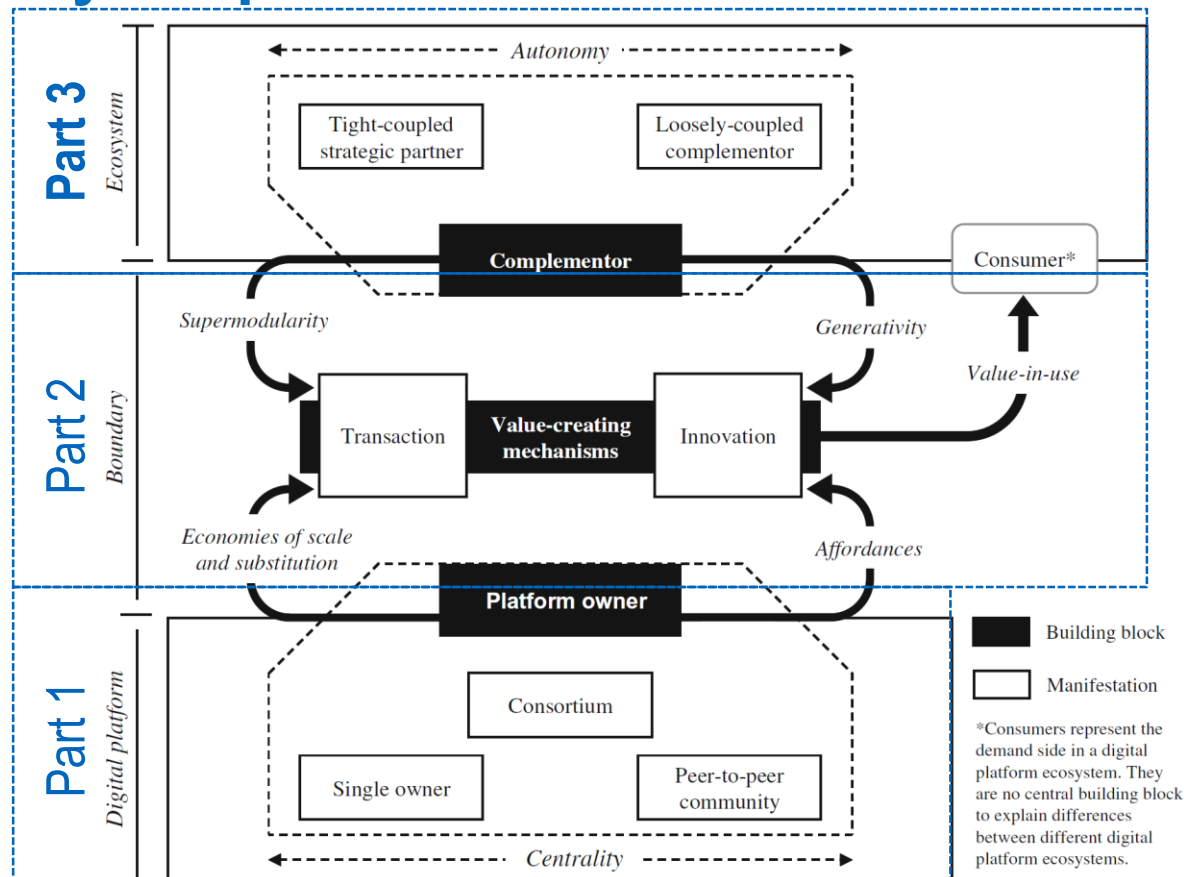 Part 3
Ecosystem
Autonomy
Tight-coupled
strategic partner
Loosely-coupled
complementor
Complementor
Consumer*
Part 2
Boundary
Supermodularity
Generativity
Value-in-use
Transaction
Value-creating
mechanisms
Innovation
Economies of scale
and substitution
Affordances
Platform owner
Part 1
Digital platform
Consortium
Single owner
Peer-to-peer
community
Centrality
Building block
Manifestation
*Consumers represent the
demand side in a digital
platform ecosystem. They
are no central building block
to explain differences
between different digital
platform ecosystems.